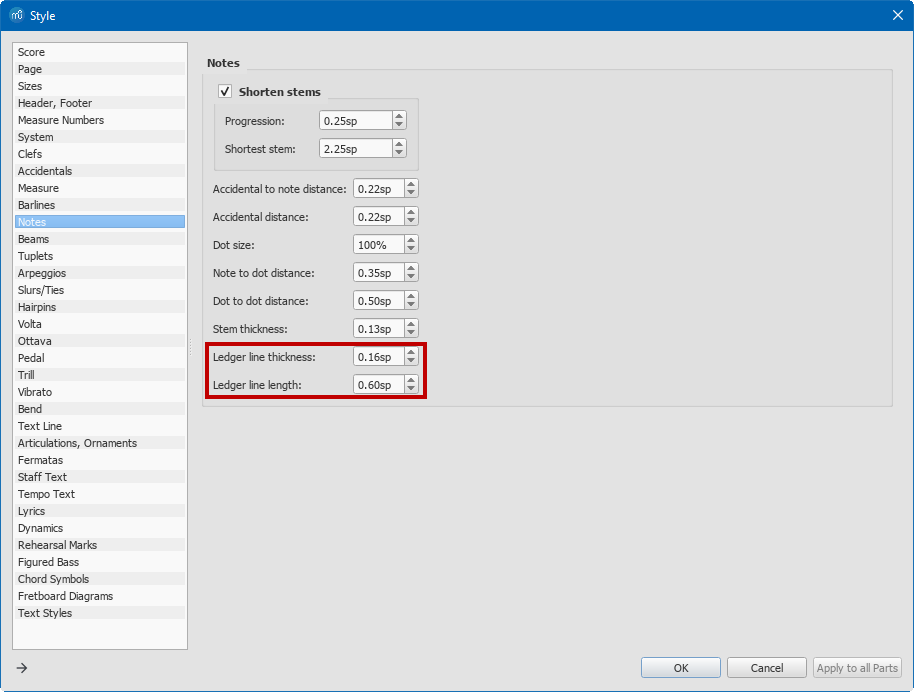 Style
Score
Page
Sizes
Header, Footer
Measure Numbers
System
Clefs
Accidentals
Measure
Barlines
Notes
Beams
Tuplets
Arpeggios
Slurs/Ties
Hairpins
Volta
Ottava
Pedal
Trill
Vibrato
Bend
Text Line
Articulations, Ornaments
Fermatas
Staff Text
Tempo Text
Lyrics
Dynamics
Rehearsal Marks
Figured Bass
Chord Symbols
Fretboard Diagrams
Text Styles
Notes
Shorten stems
Progression: 0.25sp
Shortest stem: 2.25sp
Accidental to note distance: 0.22sp
Accidental distance: 0.22sp
Dot size: 100%
Note to dot distance: 0.35sp
Dot to dot distance: 0.50sp
Stem thickness: 0.13sp
Ledger line thickness: 0.16sp
Ledger line length: 0.60sp
OK Cancel Apply to all Parts